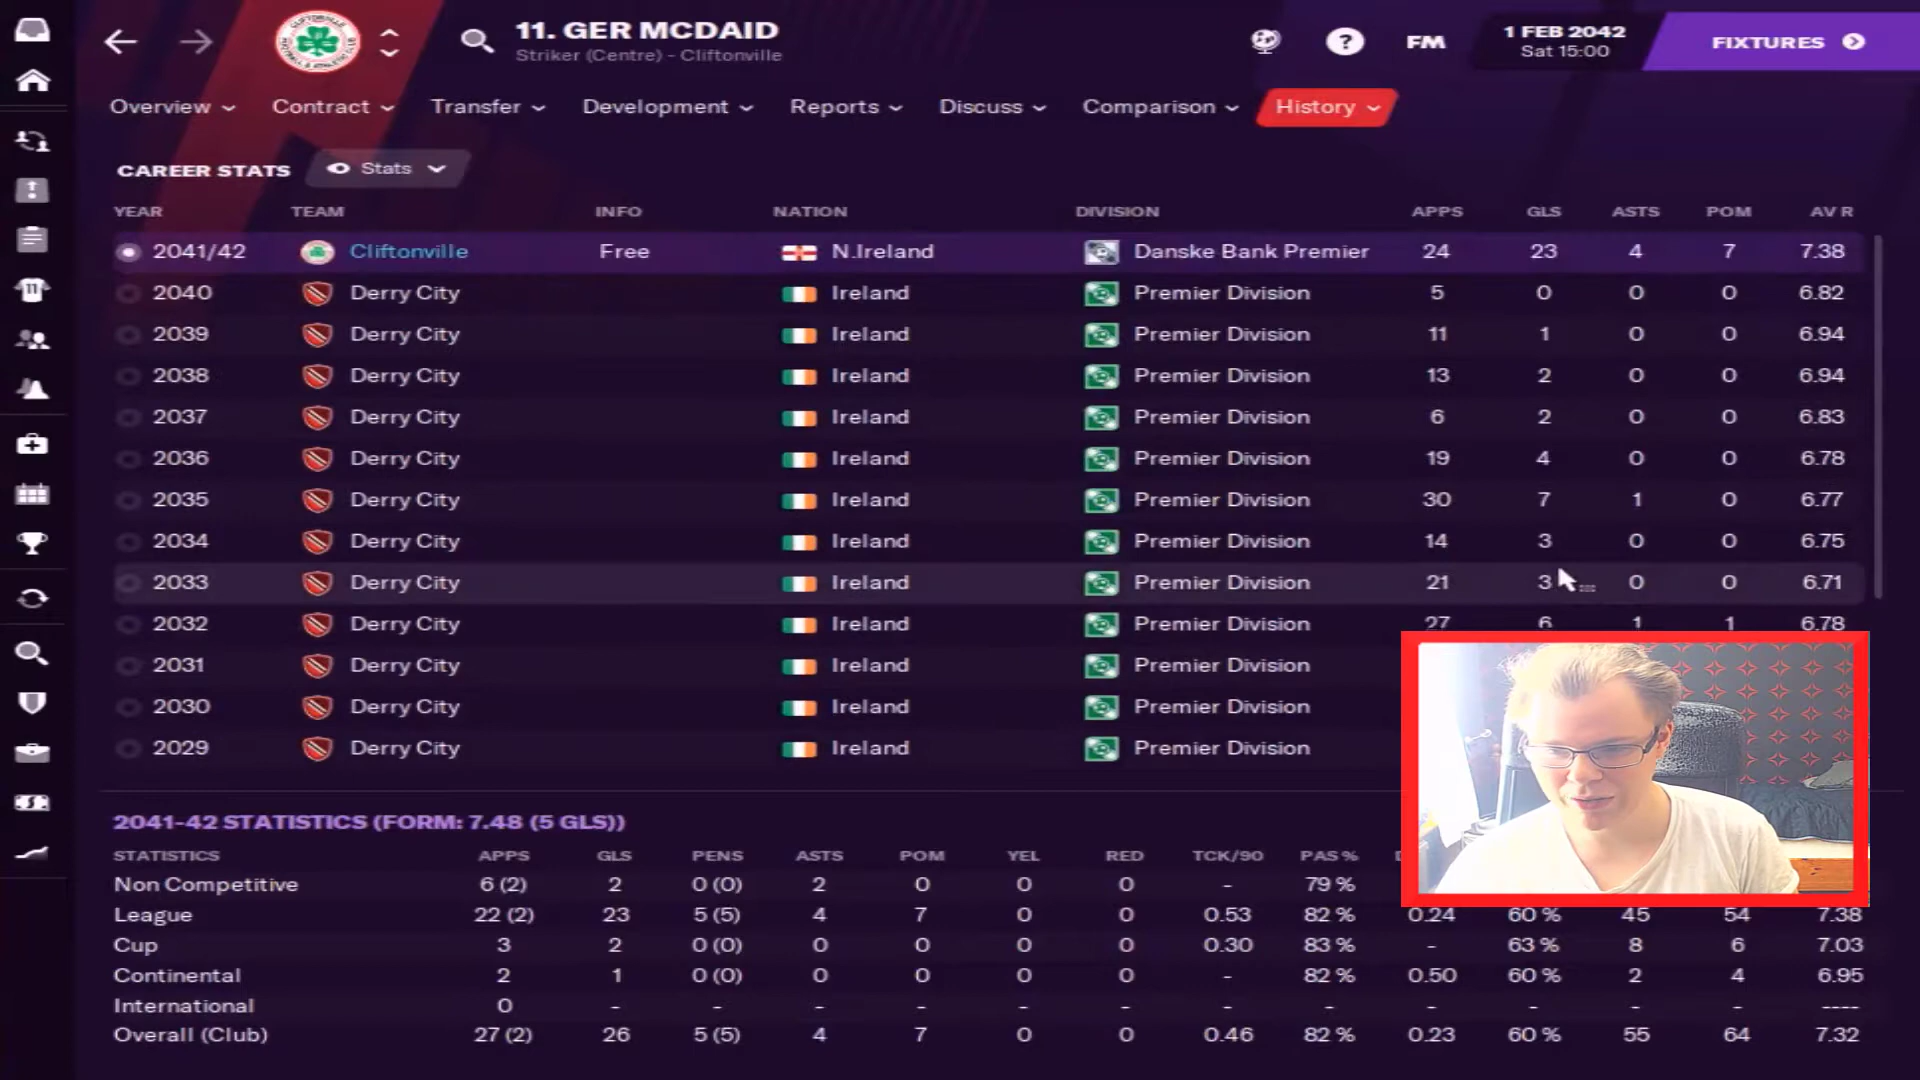 11. GER MCDAID
Striker (Centre) - Cliftonville
? FM
1 FEB 2042
Sat 15:00
FIXTURES
Overview Contract Transfer Development Reports Discuss Comparison History
CAREER STATS Stats
YEAR TEAM INFO NATION DIVISION APPS GLS ASTS POM AV R
2041/42 Cliftonville Free N.Ireland Danske Bank Premier 24 23 4 7 7.38
2040 Derry City Ireland Premier Division 5 0 0 0 6.82
2039 Derry City Ireland Premier Division 11 1 0 0 6.94
2038 Derry City Ireland Premier Division 13 2 0 0 6.94
2037 Derry City Ireland Premier Division 6 2 0 0 6.83
2036 Derry City Ireland Premier Division 19 4 0 0 6.78
2035 Derry City Ireland Premier Division 30 7 1 0 6.77
2034 Derry City Ireland Premier Division 14 3 0 0 6.75
2033 Derry City Ireland Premier Division 21 3 0 0 6.71
2032 Derry City Ireland Premier Division 27 6 1 1 6.78
2031 Derry City Ireland Premier Division
2030 Derry City Ireland Premier Division
2029 Derry City Ireland Premier Division
2041-42 STATISTICS (FORM: 7.48 (5 GLS))
STATISTICS APPS GLS PENS ASTS POM YEL RED TCK/90 PAS %
Non Competitive 6 (2) 2 0 (0) 2 0 0 0 - 79 %
League 22 (2) 23 5 (5) 4 7 0 0 0.53 82 % 0.24 60 % 45 54 7.38
Cup 3 2 0 (0) 0 0 0 0 0.30 83 % - 63 % 8 6 7.03
Continental 2 1 0 (0) 0 0 0 0 - 82 % 0.50 60 % 2 4 6.95
International 0 - - - - - - - - - - - - ----
Overall (Club) 27 (2) 26 5 (5) 4 7 0 0 0.46 82 % 0.23 60 % 55 64 7.32